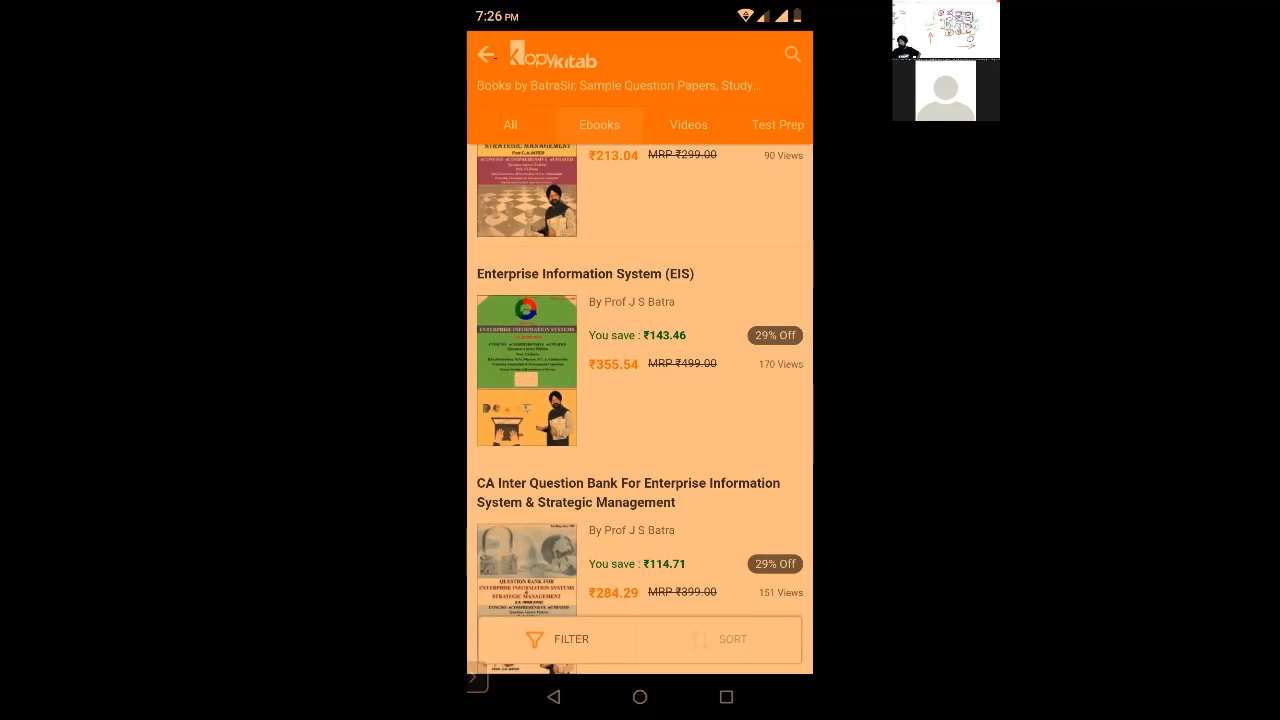 7:26 PM
Kopykitab
Books by BatraSir, Sample Question Papers, Study...
All Ebooks Videos Test Prep
STRATEGIC MANAGEMENT
₹213.04 MRP ₹299.00 90 Views
Enterprise Information System (EIS)
By Prof J S Batra
ENTERPRISE INFORMATION SYSTEMS
You save : ₹143.46 29% Off
₹355.54 MRP ₹499.00 170 Views
CA Inter Question Bank For Enterprise Information
System & Strategic Management
By Prof J S Batra
You save : ₹114.71 29% Off
QUESTION BANK FOR
ENTERPRISE INFORMATION SYSTEMS
&
STRATEGIC MANAGEMENT
₹284.29 MRP ₹399.00 151 Views
FILTER SORT